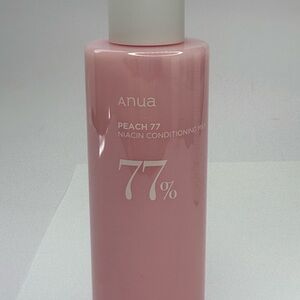 Anua
PEACH 77
NIACIN CONDITIONING
77%